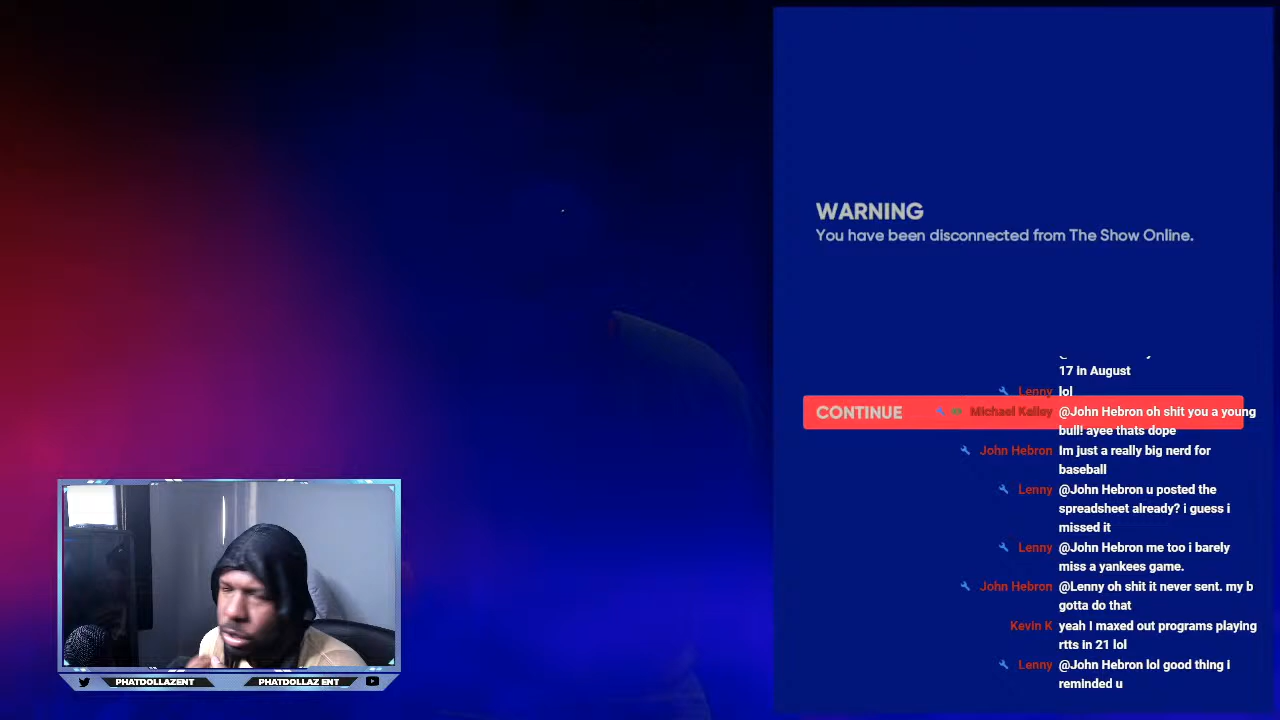 WARNING
You have been disconnected from The Show Online.
17 in August
Lenny lol
CONTINUE
Michael Kelley @John Hebron oh shit you a young
bull! ayee thats dope
John Hebron Im just a really big nerd for
baseball
Lenny @John Hebron u posted the
spreadsheet already? i guess i
missed it
Lenny @John Hebron me too i barely
miss a yankees game.
John Hebron @Lenny oh shit it never sent. my b
gotta do that
Kevin K yeah I maxed out programs playing
rtts in 21 lol
Lenny @John Hebron lol good thing i
reminded u
PHATDOLLAZENT
PHATDOLLAZ ENT